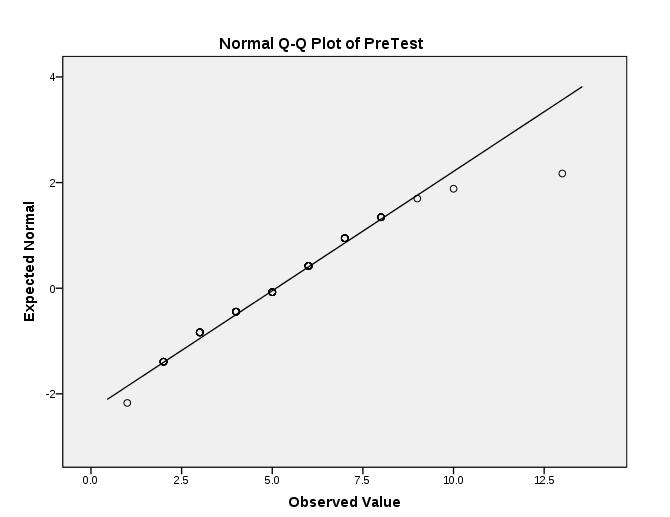 Normal Q-Q Plot of PreTest
4
2
0
-2
Expected Normal
0.0 2.5 5.0 7.5 10.0 12.5
Observed Value